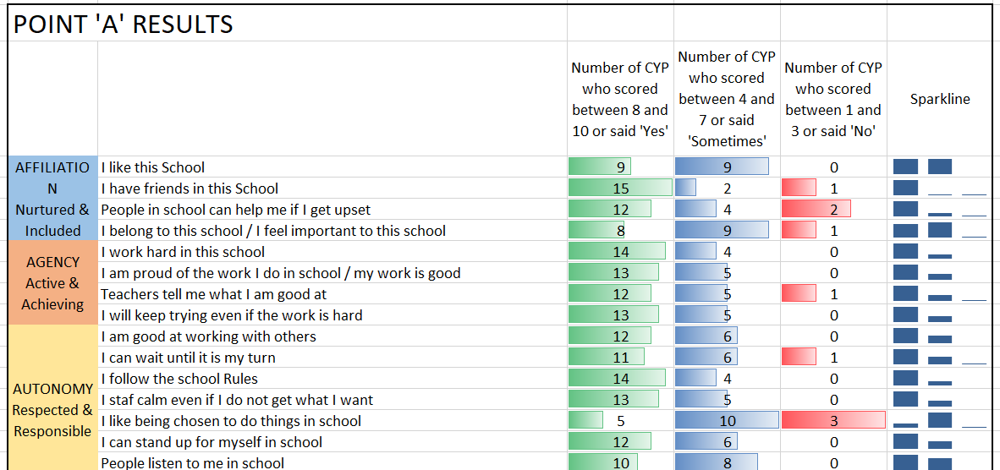 POINT 'A' RESULTS
Number of CYP who scored between 8 and 10 or said 'Yes'
Number of CYP who scored between 4 and 7 or said 'Sometimes'
Number of CYP who scored between 1 and 3 or said 'No'
Sparkline
AFFILIATIO
N
Nurtured &
Included
I like this School 9 9 0
I have friends in this School 15 2 1
People in school can help me if I get upset 12 4 2
I belong to this school / I feel important to this school 8 9 1
AGENCY
Active &
Achieving
I work hard in this school 14 4 0
I am proud of the work I do in school / my work is good 13 5 0
Teachers tell me what I am good at 12 5 1
I will keep trying even if the work is hard 13 5 0
AUTONOMY
Respected &
Responsible
I am good at working with others 12 6 0
I can wait until it is my turn 11 6 1
I follow the school Rules 14 4 0
I staf calm even if I do not get what I want 13 5 0
I like being chosen to do things in school 5 10 3
I can stand up for myself in school 12 6 0
People listen to me in school 10 8 0